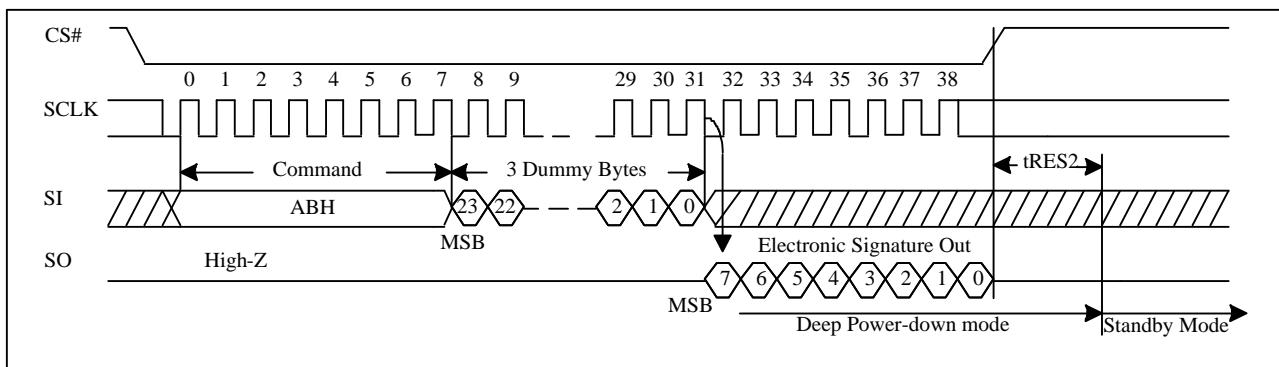 CS#
0 1 2 3 4 5 6 7 8 9 29 30 31 32 33 34 35 36 37 38
SCLK
Command 3 Dummy Bytes tRES2
SI ABH 23 22 2 1 0
MSB
Electronic Signature Out
SO High-Z
7 6 5 4 3 2 1 0
MSB
Deep Power-down mode Standby Mode